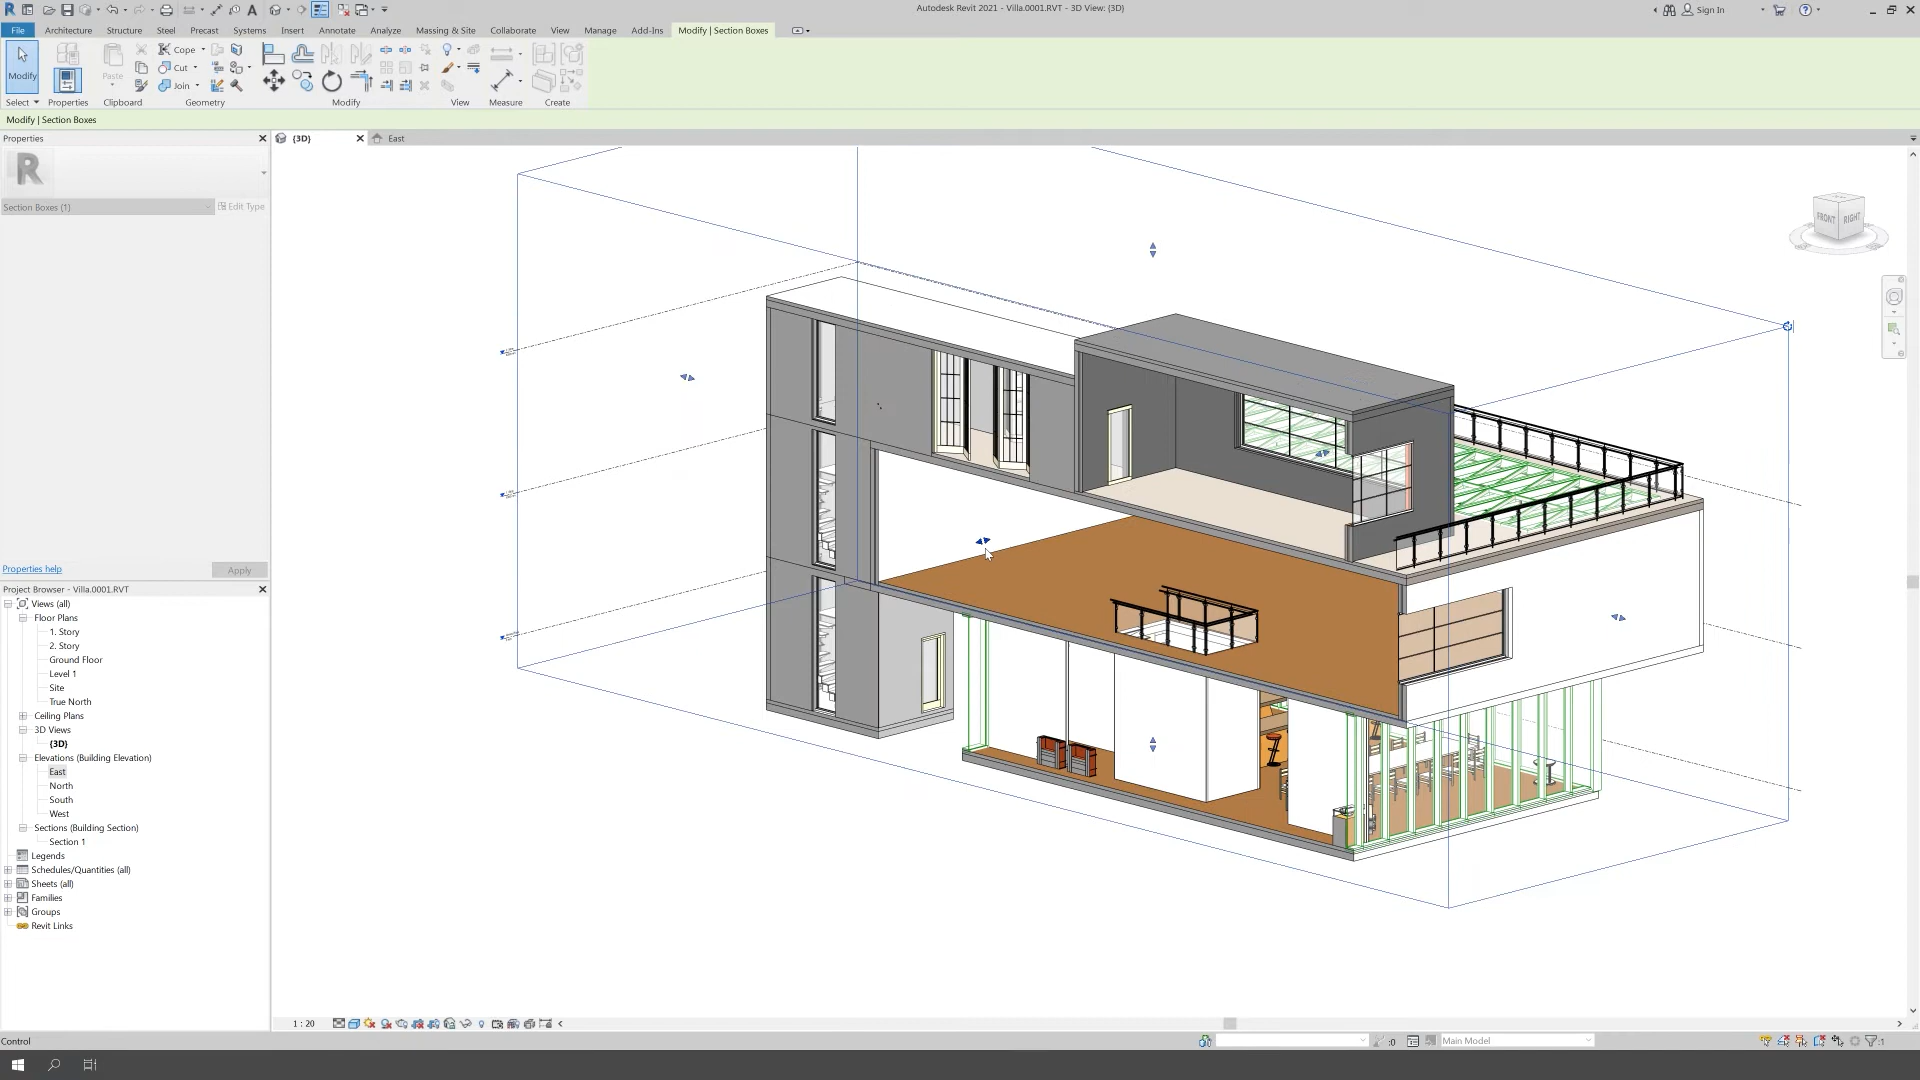 Autodesk Revit 2021 - Villa.0001.RVT - 3D View: {3D}
Sign In
File
Architecture
Structure
Steel
Precast
Systems
Insert
Annotate
Analyze
Massing & Site
Collaborate
View
Manage
Add-Ins
Modify | Section Boxes
Modify
Paste
Cope
Cut
Join
Select
Properties
Clipboard
Geometry
Modify
View
Measure
Create
Modify | Section Boxes
Properties
{3D}
East
R
Section Boxes (1)
Edit Type
FRONT
RIGHT
Properties help
Apply
Project Browser - Villa.0001.RVT
Views (all)
Floor Plans
1. Story
2. Story
Ground Floor
Level 1
Site
True North
Ceiling Plans
3D Views
{3D}
Elevations (Building Elevation)
East
North
South
West
Sections (Building Section)
Section 1
Legends
Schedules/Quantities (all)
Sheets (all)
Families
Groups
Revit Links
1 : 20
Control
:0
Main Model
:1